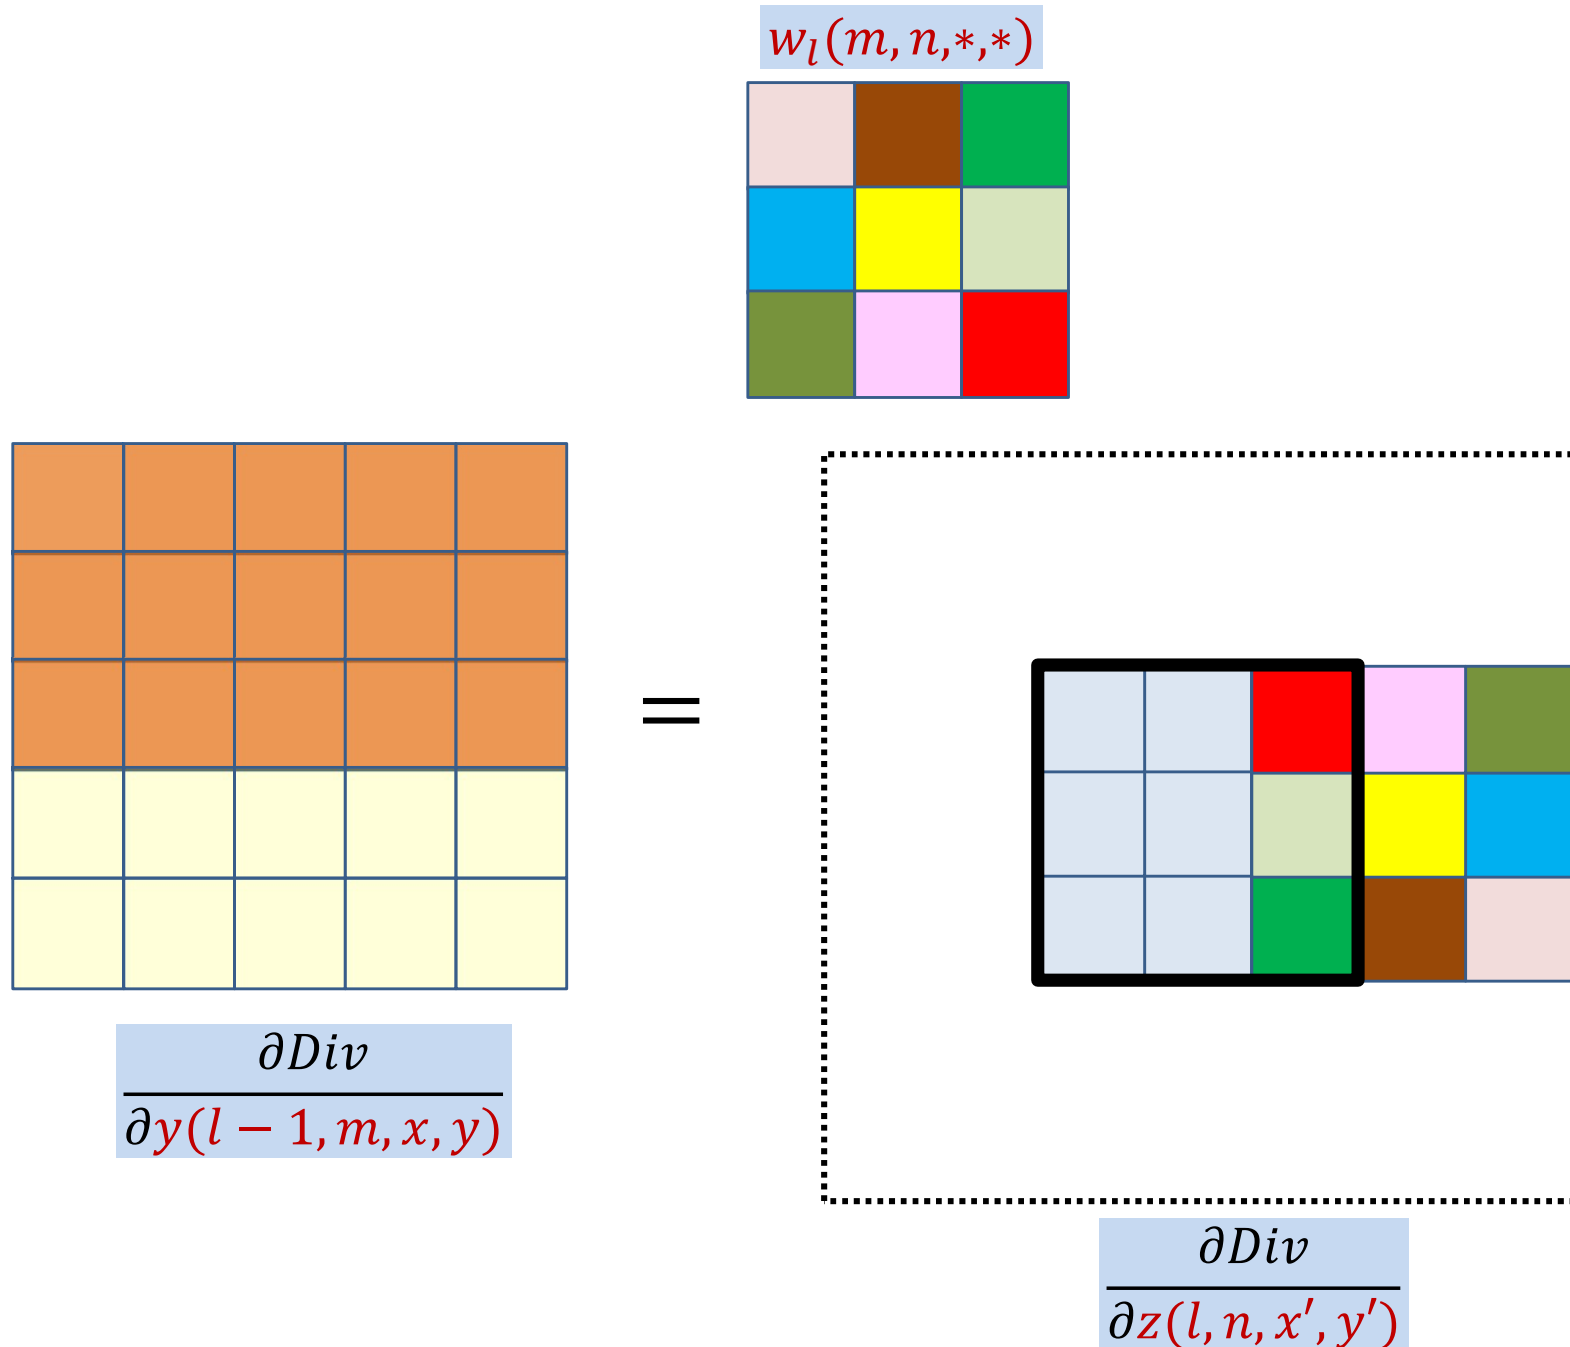 w_l(m, n,∗,∗)
=
∂Div
∂y(l − 1, m, x, y)
∂Div
∂z(l, n, x′, y′)